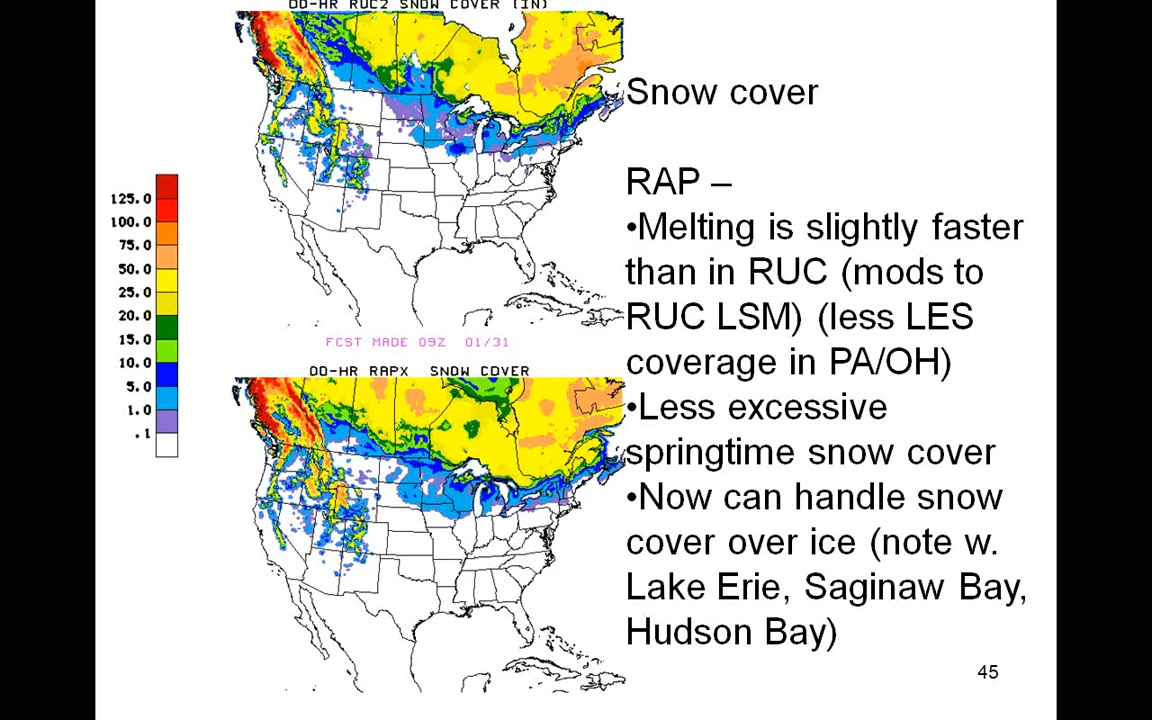 00-HR RUC2 SNOW COVER (IN)
Snow cover
RAP –
•Melting is slightly faster
than in RUC (mods to
RUC LSM) (less LES
coverage in PA/OH)
•Less excessive
springtime snow cover
•Now can handle snow
cover over ice (note w.
Lake Erie, Saginaw Bay,
Hudson Bay)
125.0
100.0
75.0
50.0
25.0
20.0
15.0
10.0
5.0
1.0
.1
FCST MADE 09Z 01/31
00-HR RAPX SNOW COVER
45